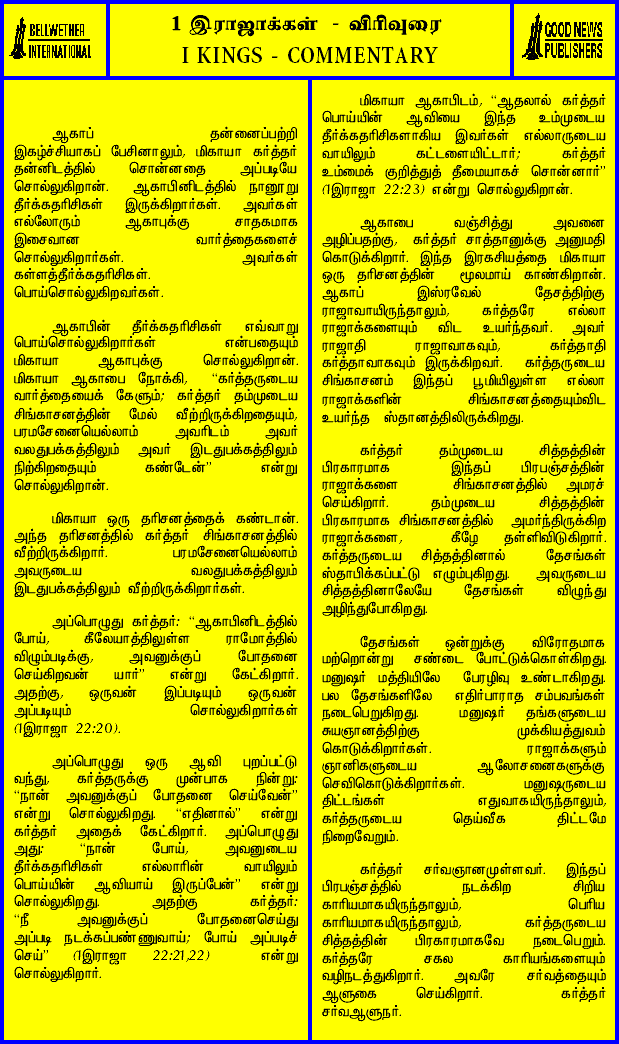 BELLWETHER
INTERNATIONAL
1 இராஜாக்கள் - விரிவுரை
I KINGS - COMMENTARY
GOOD NEWS
PUBLISHERS
ஆகாப் தன்னைப்பற்றி
இகழ்ச்சியாகப் பேசினாலும், மிகாயா கர்த்தர்
தன்னிடத்தில் சொன்னதை அப்படியே
சொல்லுகிறான். ஆகாபினிடத்தில் நானூறு
தீர்க்கதரிசிகள் இருக்கிறார்கள். அவர்கள்
எல்லோரும் ஆகாபுக்கு சாதகமாக
இசைவான வார்த்தைகளைச்
சொல்லுகிறார்கள். அவர்கள்
கள்ளத்தீர்க்கதரிசிகள்.
பொய்சொல்லுகிறவர்கள்.
ஆகாபின் தீர்க்கதரிசிகள் எவ்வாறு
பொய்சொல்லுகிறார்கள் என்பதையும்
மிகாயா ஆகாபுக்கு சொல்லுகிறான்.
மிகாயா ஆகாபை நோக்கி, “கர்த்தருடைய
வார்த்தையைக் கேளும்; கர்த்தர் தம்முடைய
சிங்காசனத்தின் மேல் வீற்றிருக்கிறதையும்,
பரமசேனையெல்லாம் அவரிடம் அவர்
வலதுபக்கத்திலும் அவர் இடதுபக்கத்திலும்
நிற்கிறதையும் கண்டேன்” என்று
சொல்லுகிறான்.
மிகாயா ஒரு தரிசனத்தைக் கண்டான்.
அந்த தரிசனத்தில் கர்த்தர் சிங்காசனத்தில்
வீற்றிருக்கிறார். பரமசேனையெல்லாம்
அவருடைய வலதுபக்கத்திலும்
இடதுபக்கத்திலும் வீற்றிருக்கிறார்கள்.
அப்பொழுது கர்த்தர்: “ஆகாபினிடத்தில்
போய், கீலேயாத்திலுள்ள ராமோத்தில்
விழும்படிக்கு, அவனுக்குப் போதனை
செய்கிறவன் யார்” என்று கேட்கிறார்.
அதற்கு, ஒருவன் இப்படியும் ஒருவன்
அப்படியும் சொல்லுகிறார்கள்
(1இராஜா 22:20).
அப்பொழுது ஒரு ஆவி புறப்பட்டு
வந்து, கர்த்தருக்கு முன்பாக நின்று:
“நான் அவனுக்குப் போதனை செய்வேன்”
என்று சொல்லுகிறது. “எதினால்” என்று
கர்த்தர் அதைக் கேட்கிறார். அப்பொழுது
அது: “நான் போய், அவனுடைய
தீர்க்கதரிசிகள் எல்லாரின் வாயிலும்
பொய்யின் ஆவியாய் இருப்பேன்” என்று
சொல்லுகிறது. அதற்கு கர்த்தர்:
“நீ அவனுக்குப் போதனைசெய்து
அப்படி நடக்கப்பண்ணுவாய்; போய் அப்படிச்
செய்” (1இராஜா 22:21,22) என்று
சொல்லுகிறார்.
மிகாயா ஆகாபிடம், “ஆதலால் கர்த்தர்
பொய்யின் ஆவியை இந்த உம்முடைய
தீர்க்கதரிசிகளாகிய இவர்கள் எல்லாருடைய
வாயிலும் கட்டளையிட்டார்; கர்த்தர்
உம்மைக் குறித்துத் தீமையாகச் சொன்னார்”
(1இராஜா 22:23) என்று சொல்லுகிறான்.
ஆகாபை வஞ்சித்து அவனை
அழிப்பதற்கு, கர்த்தர் சாத்தானுக்கு அனுமதி
கொடுக்கிறார். இந்த இரகசியத்தை மிகாயா
ஒரு தரிசனத்தின் மூலமாய் காண்கிறான்.
ஆகாப் இஸ்ரவேல் தேசத்திற்கு
ராஜாவாயிருந்தாலும், கர்த்தரே எல்லா
ராஜாக்களையும் விட உயர்ந்தவர். அவர்
ராஜாதி ராஜாவாகவும், கர்த்தாதி
கர்த்தாவாகவும் இருக்கிறவர். கர்த்தருடைய
சிங்காசனம் இந்தப் பூமியிலுள்ள எல்லா
ராஜாக்களின் சிங்காசனத்தையும்விட
உயர்ந்த ஸ்தானத்திலிருக்கிறது.
கர்த்தர் தம்முடைய சித்தத்தின்
பிரகாரமாக இந்தப் பிரபஞ்சத்தின்
ராஜாக்களை சிங்காசனத்தில் அமரச்
செய்கிறார். தம்முடைய சித்தத்தின்
பிரகாரமாக சிங்காசனத்தில் அமர்ந்திருக்கிற
ராஜாக்களை, கீழே தள்ளிவிடுகிறார்.
கர்த்தருடைய சித்தத்தினால் தேசங்கள்
ஸ்தாபிக்கப்பட்டு எழும்புகிறது. அவருடைய
சித்தத்தினாலேயே தேசங்கள் விழுந்து
அழிந்துபோகிறது.
தேசங்கள் ஒன்றுக்கு விரோதமாக
மற்றொன்று சண்டை போட்டுக்கொள்கிறது.
மனுஷர் மத்தியிலே பேரழிவு உண்டாகிறது.
பல தேசங்களிலே எதிர்பாராத சம்பவங்கள்
நடைபெறுகிறது. மனுஷர் தங்களுடைய
சுயஞானத்திற்கு முக்கியத்துவம்
கொடுக்கிறார்கள். ராஜாக்களும்
ஞானிகளுடைய ஆலோசனைகளுக்கு
செவிகொடுக்கிறார்கள். மனுஷருடைய
திட்டங்கள் எதுவாகயிருந்தாலும்,
கர்த்தருடைய தெய்வீக திட்டமே
நிறைவேறும்.
கர்த்தர் சர்வஞானமுள்ளவர். இந்தப்
பிரபஞ்சத்தில் நடக்கிற சிறிய
காரியமாகயிருந்தாலும், பெரிய
காரியமாகயிருந்தாலும், கர்த்தருடைய
சித்தத்தின் பிரகாரமாகவே நடைபெறும்.
கர்த்தரே சகல காரியங்களையும்
வழிநடத்துகிறார். அவரே சர்வத்தையும்
ஆளுகை செய்கிறார். கர்த்தர்
சர்வஆளுநர்.